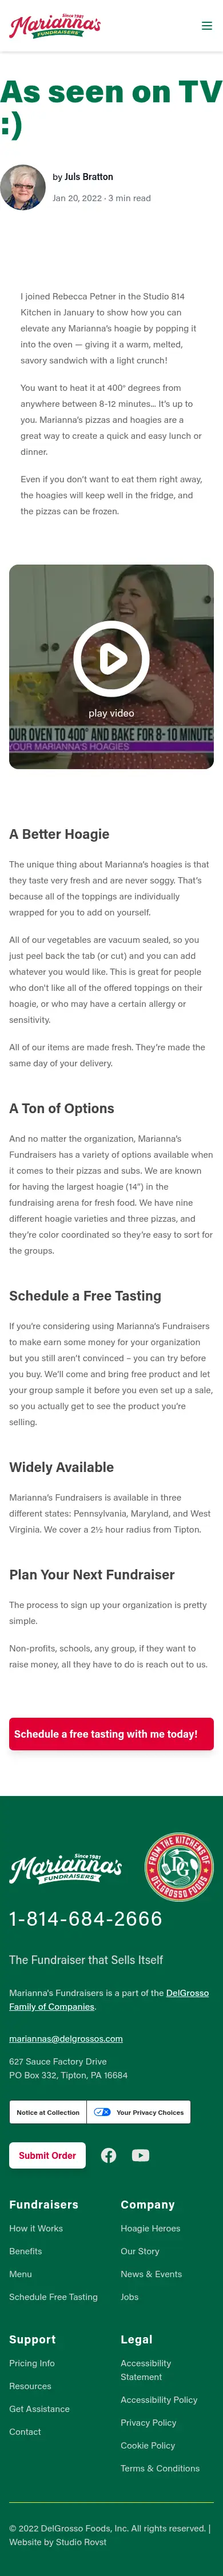 Since 1981
Marianna's
FUNDRAISERS
As seen on TV
:)
by Juls Bratton
Jan 20, 2022 · 3 min read
I joined Rebecca Petner in the Studio 814
Kitchen in January to show how you can
elevate any Marianna's hoagie by popping it
into the oven — giving it a warm, melted,
savory sandwich with a light crunch!
You want to heat it at 400° degrees from
anywhere between 8-12 minutes... It's up to
you. Marianna's pizzas and hoagies are a
great way to create a quick and easy lunch or
dinner.
Even if you don't want to eat them right away,
the hoagies will keep well in the fridge, and
the pizzas can be frozen.
play video
OUR OVEN TO 400° AND BAKE FOR 8-10 MINUTE
YOUR MARIANNA'S HOAGIES
A Better Hoagie
The unique thing about Marianna's hoagies is that
they taste very fresh and are never soggy. That's
because all of the toppings are individually
wrapped for you to add on yourself.
All of our vegetables are vacuum sealed, so you
just peel back the tab (or cut) and you can add
whatever you would like. This is great for people
who don't like all of the offered toppings on their
hoagie, or who may have a certain allergy or
sensitivity.
All of our items are made fresh. They're made the
same day of your delivery.
A Ton of Options
And no matter the organization, Marianna's
Fundraisers has a variety of options available when
it comes to their pizzas and subs. We are known
for having the largest hoagie (14") in the
fundraising arena for fresh food. We have nine
different hoagie varieties and three pizzas, and
they're color coordinated so they're easy to sort for
the groups.
Schedule a Free Tasting
If you're considering using Marianna's Fundraisers
to make earn some money for your organization
but you still aren't convinced – you can try before
you buy. We'll come and bring free product and let
your group sample it before you even set up a sale,
so you actually get to see the product you're
selling.
Widely Available
Marianna's Fundraisers is available in three
different states: Pennsylvania, Maryland, and West
Virginia. We cover a 2½ hour radius from Tipton.
Plan Your Next Fundraiser
The process to sign up your organization is pretty
simple.
Non-profits, schools, any group, if they want to
raise money, all they have to do is reach out to us.
Schedule a free tasting with me today!
Since 1981
Marianna's
FUNDRAISERS
FROM THE KITCHENS OF
DG
DELGROSSO FOODS
1-814-684-2666
The Fundraiser that Sells Itself
Marianna's Fundraisers is a part of the DelGrosso
Family of Companies.
mariannas@delgrossos.com
627 Sauce Factory Drive
PO Box 332, Tipton, PA 16684
Notice at Collection
Your Privacy Choices
Submit Order
Fundraisers
How it Works
Benefits
Menu
Schedule Free Tasting
Company
Hoagie Heroes
Our Story
News & Events
Jobs
Support
Pricing Info
Resources
Get Assistance
Contact
Legal
Accessibility
Statement
Accessibility Policy
Privacy Policy
Cookie Policy
Terms & Conditions
© 2022 DelGrosso Foods, Inc. All rights reserved. |
Website by Studio Rovst